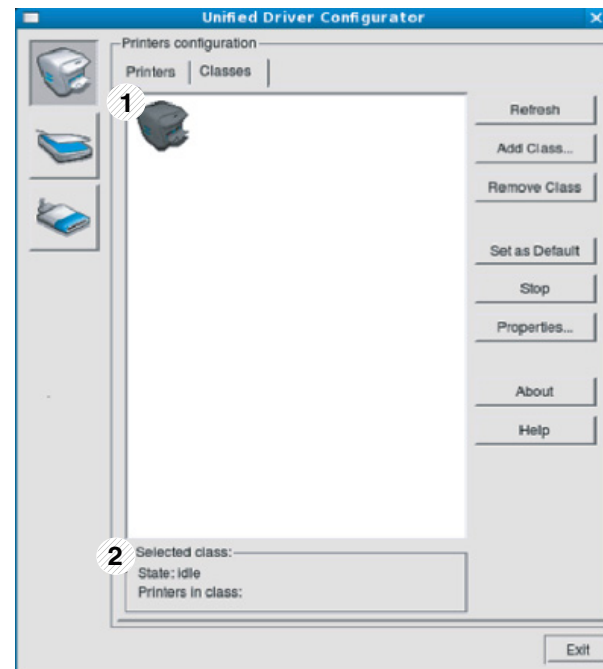 Unified Driver Configurator
Printers configuration
Printers Classes
1
Refresh
Add Class...
Remove Class
Set as Default
Stop
Properties...
About
Help
2
Selected class:
State: idle
Printers in class:
Exit